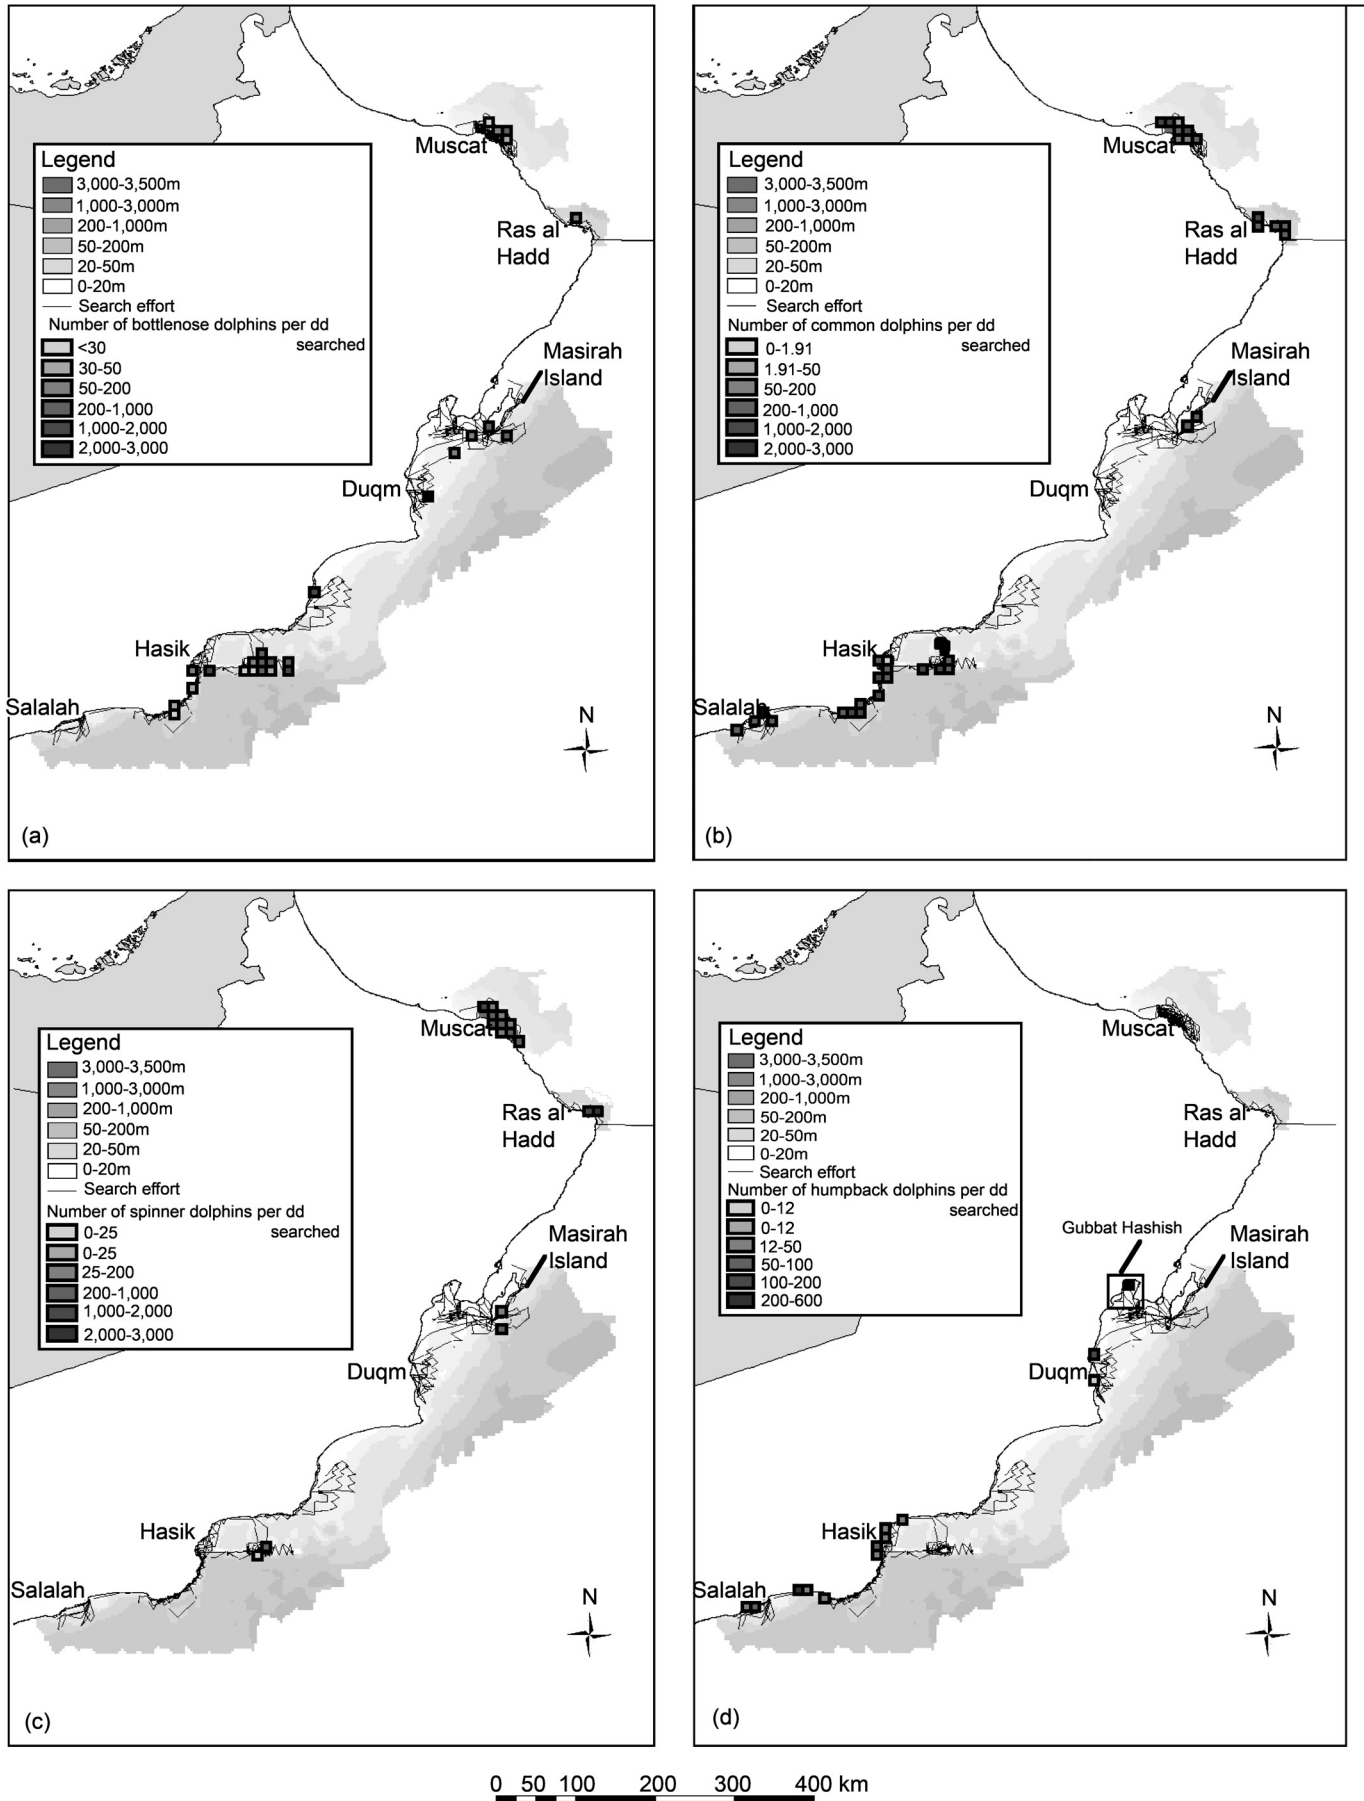 Muscat
Legend
3,000-3,500m
1,000-3,000m
200-1,000m
50-200m
20-50m
0-20m
Search effort
Number of bottlenose dolphins per dd
searched
<30
30-50
50-200
200-1,000
1,000-2,000
2,000-3,000
Ras al
Hadd
Masirah
Island
Duqm
Hasik
Salalah
N
(a)
Muscat
Legend
3,000-3,500m
1,000-3,000m
200-1,000m
50-200m
20-50m
0-20m
Search effort
Number of common dolphins per dd
searched
0-1.91
1.91-50
50-200
200-1,000
1,000-2,000
2,000-3,000
Ras al
Hadd
Masirah
Island
Duqm
Hasik
Salalah
N
(b)
Muscat
Legend
3,000-3,500m
1,000-3,000m
200-1,000m
50-200m
20-50m
0-20m
Search effort
Number of spinner dolphins per dd
searched
0-25
0-25
25-200
200-1,000
1,000-2,000
2,000-3,000
Ras al
Hadd
Masirah
Island
Duqm
Hasik
Salalah
N
(c)
Muscat
Legend
3,000-3,500m
1,000-3,000m
200-1,000m
50-200m
20-50m
0-20m
Search effort
Number of humpback dolphins per dd
searched
0-12
0-12
12-50
50-100
100-200
200-600
Ras al
Hadd
Gubbat Hashish
Masirah
Island
Duqm
Hasik
Salalah
N
(d)
0 50 100 200 300 400 km